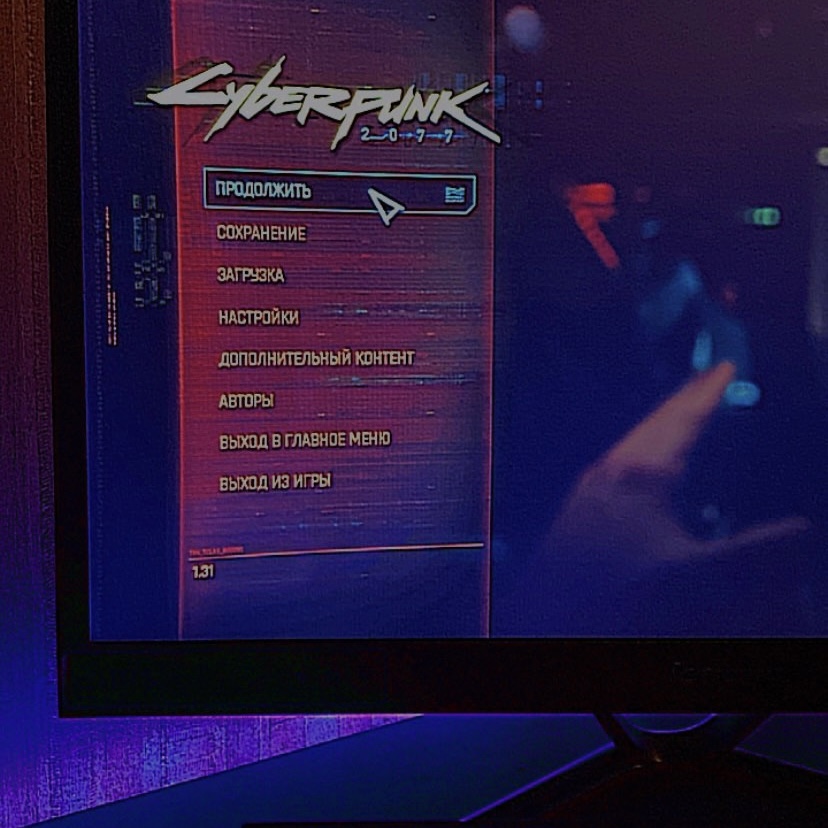 CYBERPUNK
2077
ПРОДОЛЖИТЬ
СОХРАНЕНИЕ
ЗАГРУЗКА
НАСТРОЙКИ
ДОПОЛНИТЕЛЬНЫЙ КОНТЕНТ
АВТОРЫ
ВЫХОД В ГЛАВНОЕ МЕНЮ
ВЫХОД ИЗ ИГРЫ
1.31